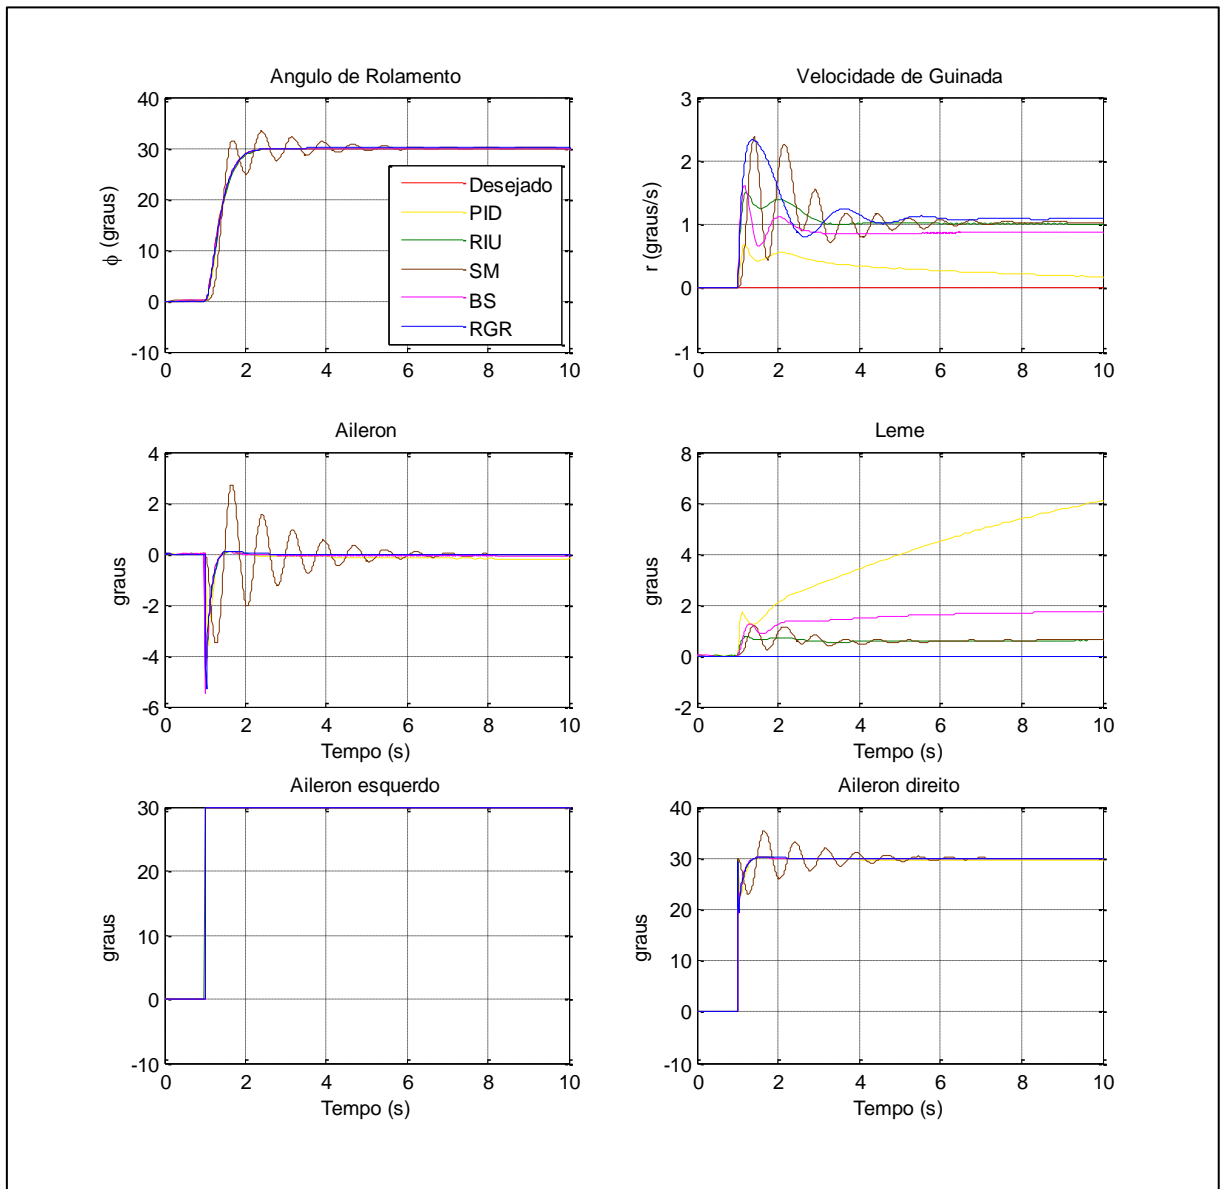 Angulo de Rolamento
40
30
20
10
0
-10
ϕ (graus)
0 2 4 6 8 10
Desejado
PID
RIU
SM
BS
RGR
Velocidade de Guinada
3
2
1
0
-1
r (graus/s)
0 2 4 6 8 10
Aileron
4
2
0
-2
-4
-6
graus
0 2 4 6 8 10
Tempo (s)
Leme
8
6
4
2
0
-2
graus
0 2 4 6 8 10
Tempo (s)
Aileron esquerdo
30
20
10
0
-10
graus
0 2 4 6 8 10
Tempo (s)
Aileron direito
40
30
20
10
0
-10
graus
0 2 4 6 8 10
Tempo (s)